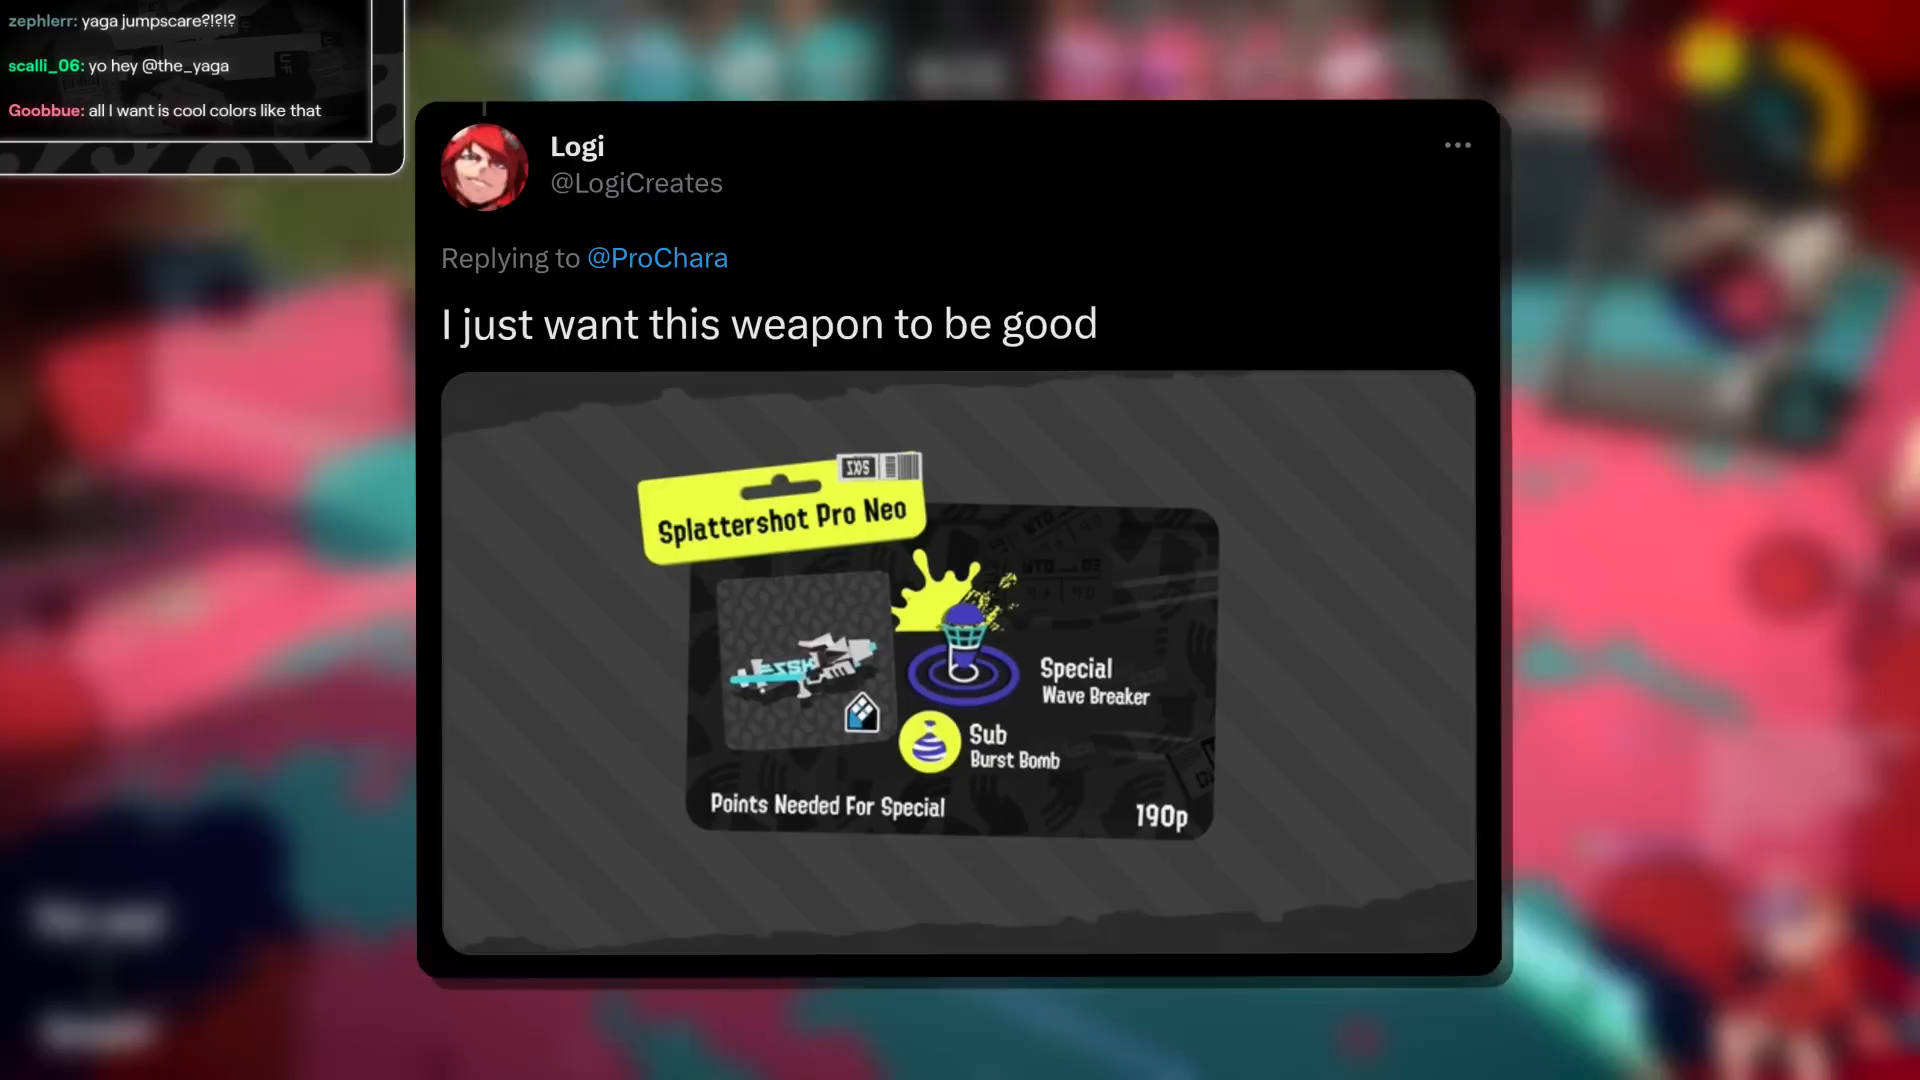 zephlerr: yaga jumpscare?!?!?
scalli_06: yo hey @the_yaga
Goobbue: all I want is cool colors like that
Logi
@LogiCreates
Replying to @ProChara
I just want this weapon to be good
Splattershot Pro Neo
Special
Wave Breaker
Sub
Burst Bomb
Points Needed For Special
190p